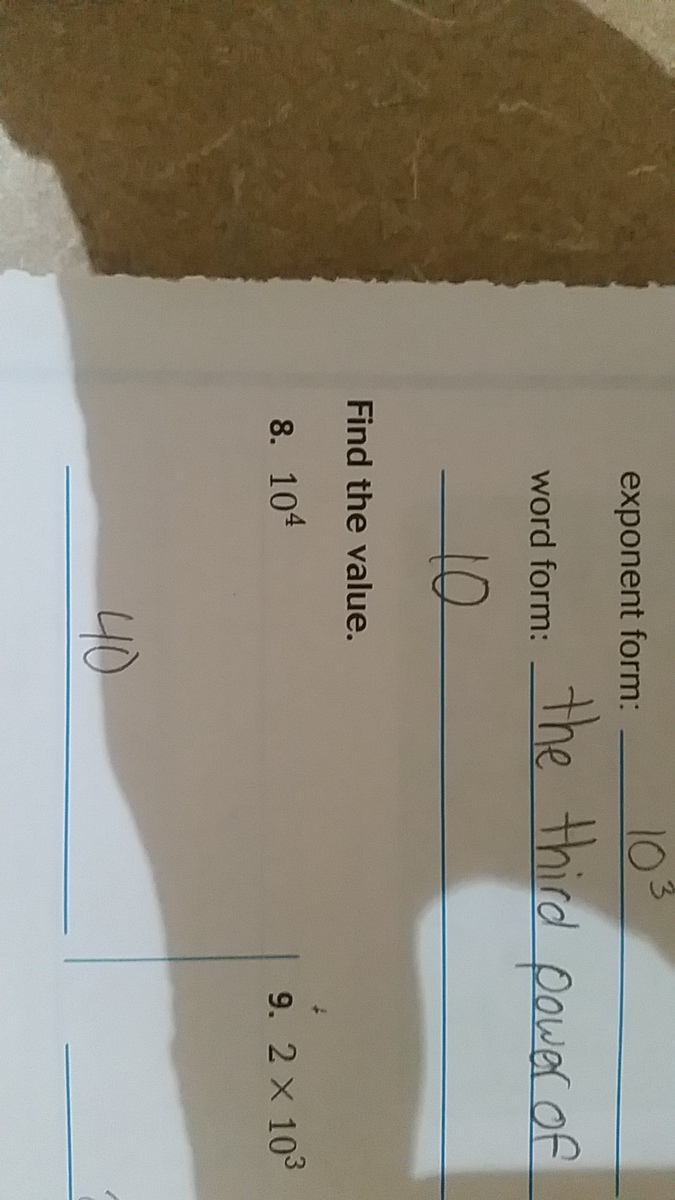 exponent form: 10³
word form: the third power of
10
Find the value.
8. 10⁴
9. 2 × 10³
40